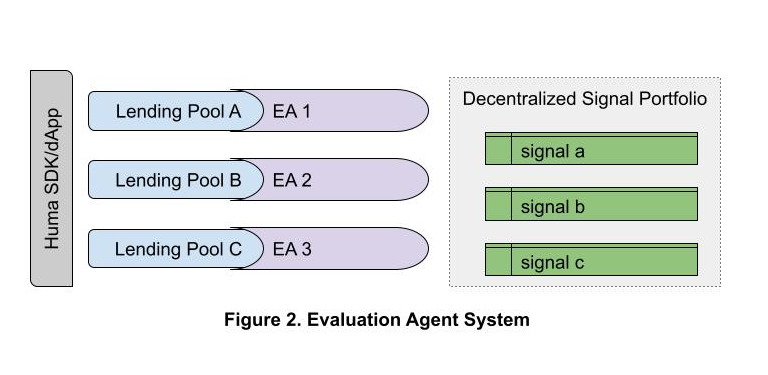 Huma SDK/dApp
Lending Pool A
EA 1
Lending Pool B
EA 2
Lending Pool C
EA 3
Decentralized Signal Portfolio
signal a
signal b
signal c
Figure 2. Evaluation Agent System